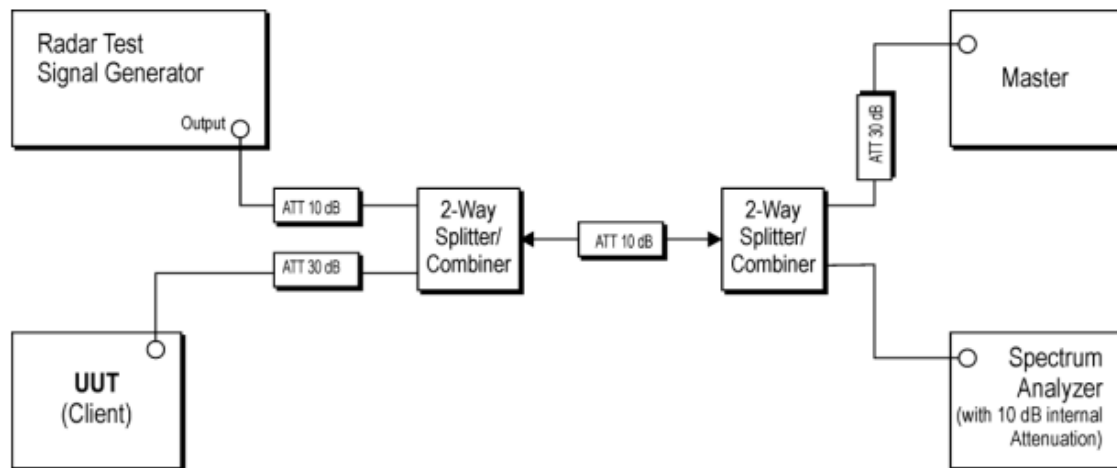 Radar Test
Signal Generator
Output
Master
ATT 30 dB
ATT 10 dB
2-Way
Splitter/
Combiner
ATT 10 dB
2-Way
Splitter/
Combiner
ATT 30 dB
UUT
(Client)
Spectrum
Analyzer
(with 10 dB internal
Attenuation)